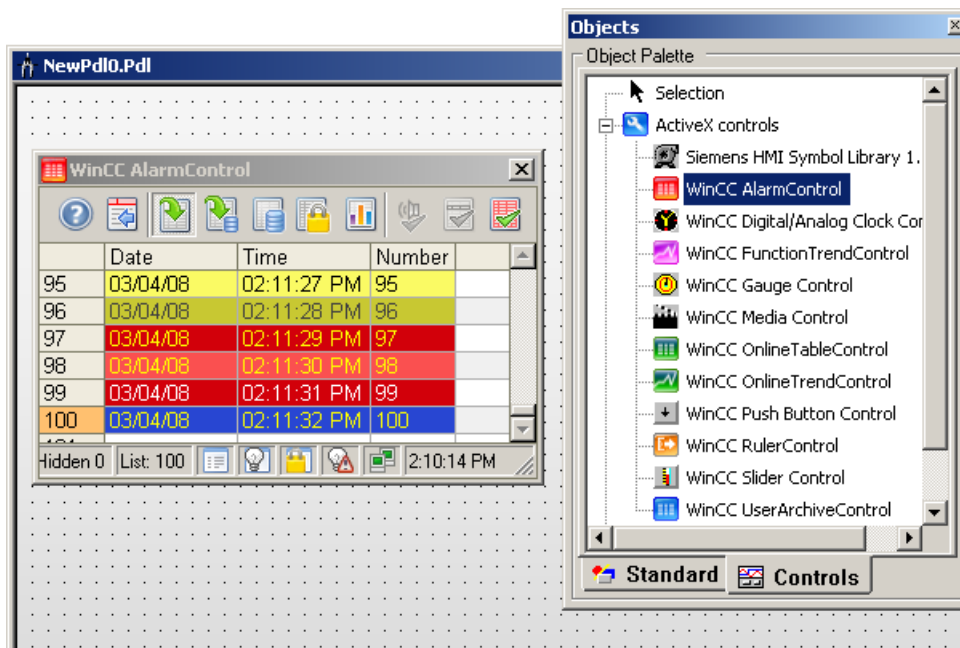 Objects
Object Palette
NewPdl0.Pdl
Selection
ActiveX controls
Siemens HMI Symbol Library 1.
WinCC AlarmControl
WinCC Digital/Analog Clock Con
WinCC FunctionTrendControl
WinCC Gauge Control
WinCC Media Control
WinCC OnlineTableControl
WinCC OnlineTrendControl
WinCC Push Button Control
WinCC RulerControl
WinCC Slider Control
WinCC UserArchiveControl
Standard Controls
WinCC AlarmControl
Date Time Number
95 03/04/08 02:11:27 PM 95
96 03/04/08 02:11:28 PM 96
97 03/04/08 02:11:29 PM 97
98 03/04/08 02:11:30 PM 98
99 03/04/08 02:11:31 PM 99
100 03/04/08 02:11:32 PM 100
Hidden 0 List: 100 2:10:14 PM